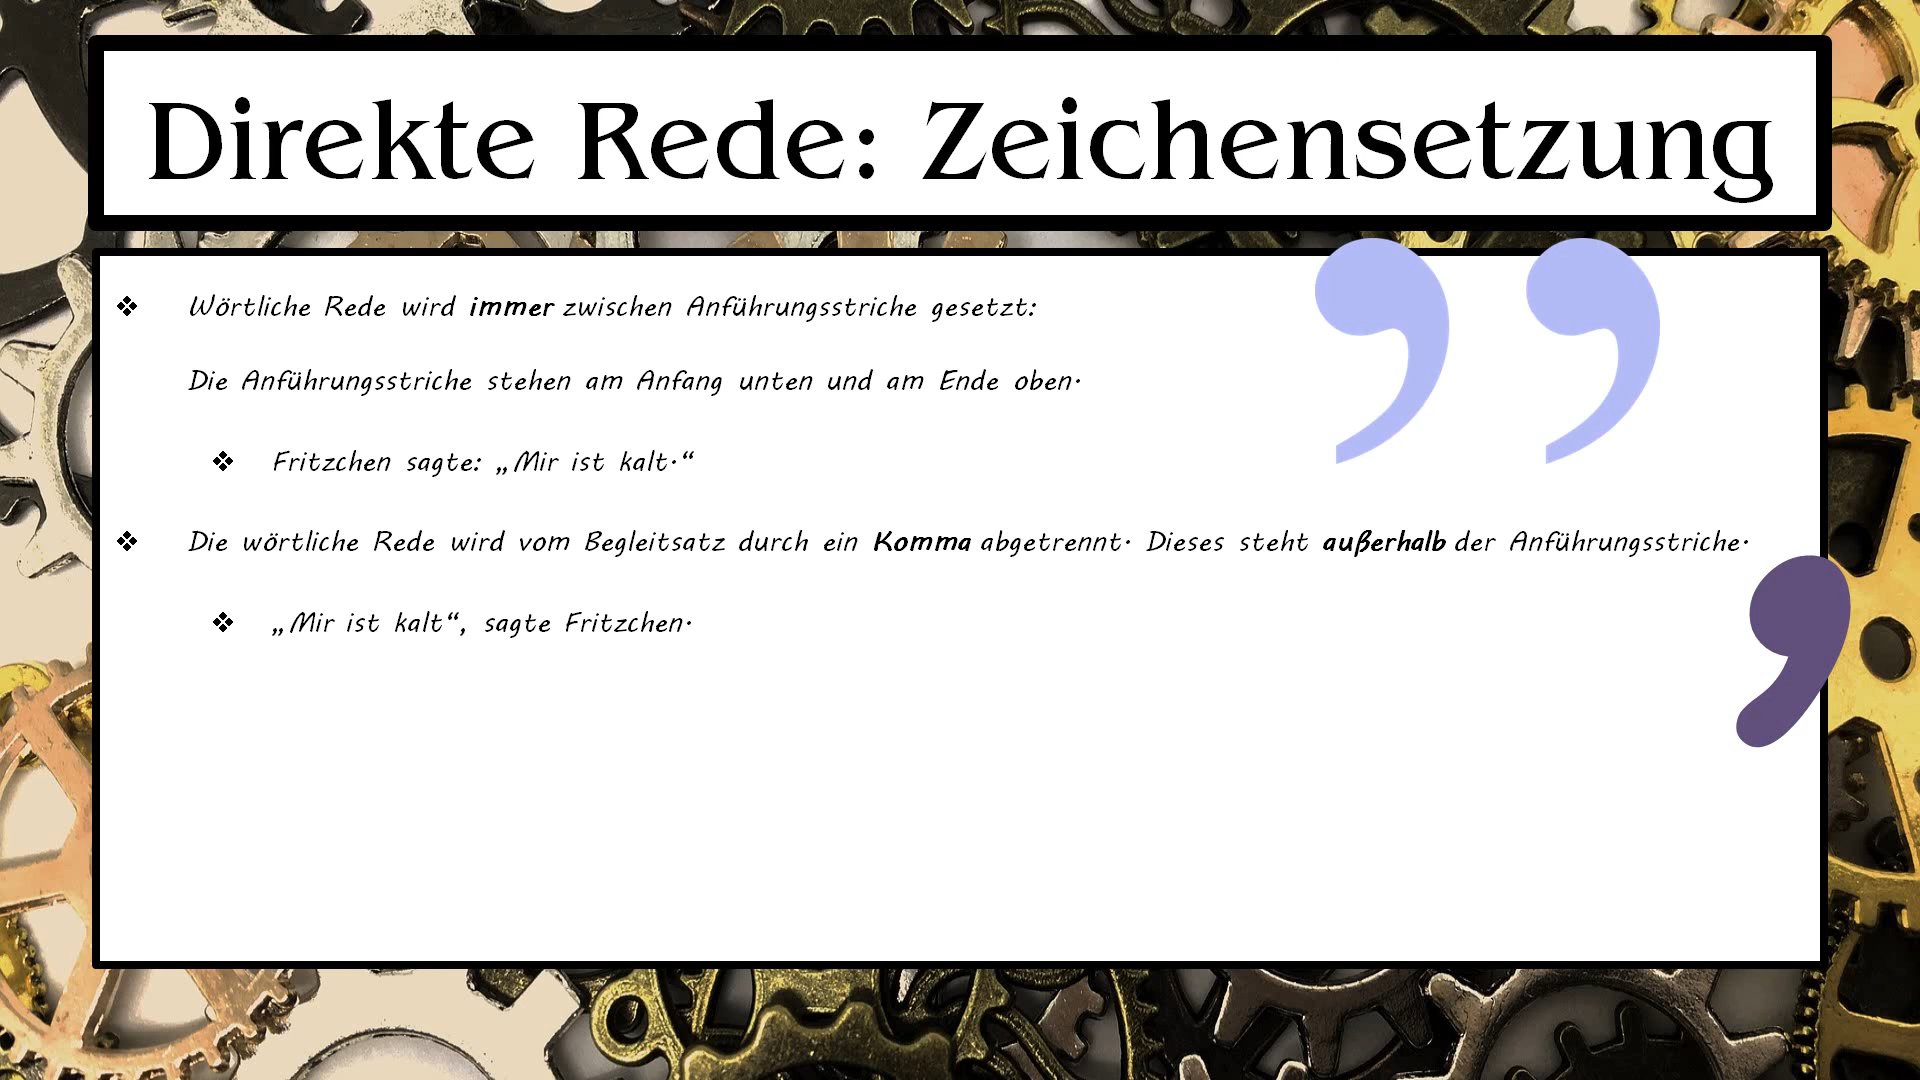 Direkte Rede: Zeichensetzung
❖ Wörtliche Rede wird immer zwischen Anführungsstriche gesetzt:
Die Anführungsstriche stehen am Anfang unten und am Ende oben.
❖ Fritzchen sagte: „Mir ist kalt.“
❖ Die wörtliche Rede wird vom Begleitsatz durch ein Komma abgetrennt. Dieses steht außerhalb der Anführungsstriche.
❖ „Mir ist kalt“, sagte Fritzchen.